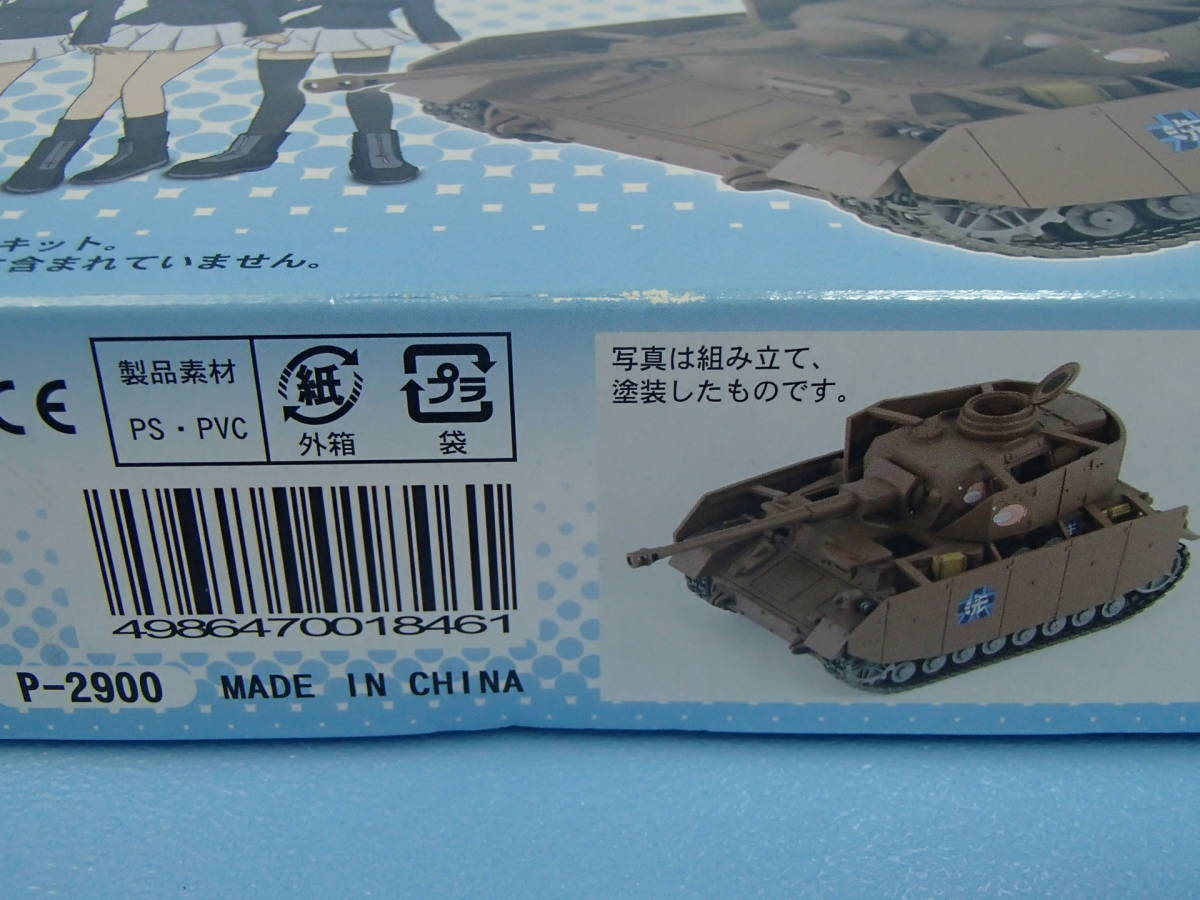 キット。
含まれていません。
CE
製品素材
PS・PVC
紙
外箱
プラ
袋
写真は組み立て、
塗装したものです。
洗
4986470018461
P-2900
MADE IN CHINA